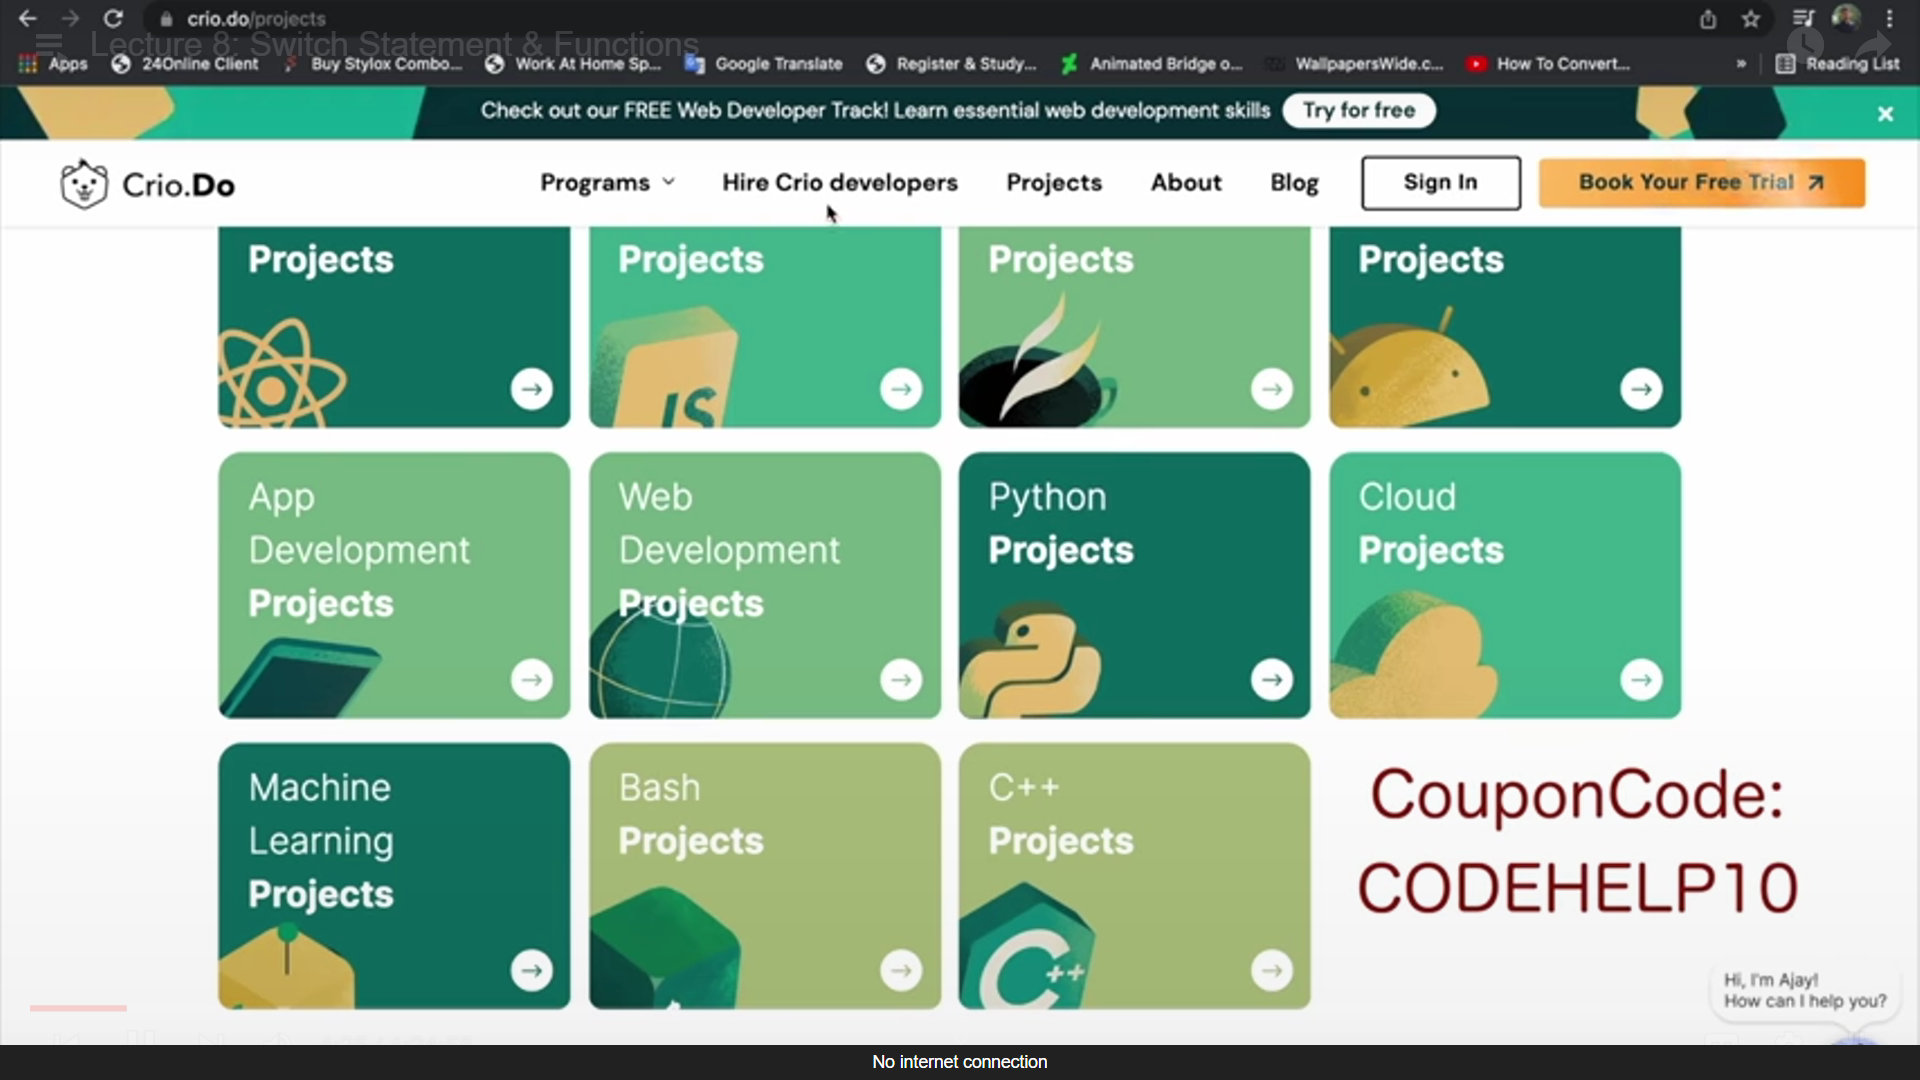 crio.do/projects
Lecture 8: Switch Statement & Functions
Apps
24Online Client
Buy Stylox Combo...
Work At Home Sp...
Google Translate
Register & Study...
Animated Bridge o...
WallpapersWide.c...
How To Convert...
»
Reading List
Check out our FREE Web Developer Track! Learn essential web development skills
Try for free
Crio.Do
Programs
Hire Crio developers
Projects
About
Blog
Sign In
Book Your Free Trial
Projects
Projects
JS
Projects
Projects
App
Development
Projects
Web
Development
Projects
Python
Projects
Cloud
Projects
Machine
Learning
Projects
Bash
Projects
C++
Projects
C++
CouponCode:
CODEHELP10
Hi, I'm Ajay!
How can I help you?
No internet connection